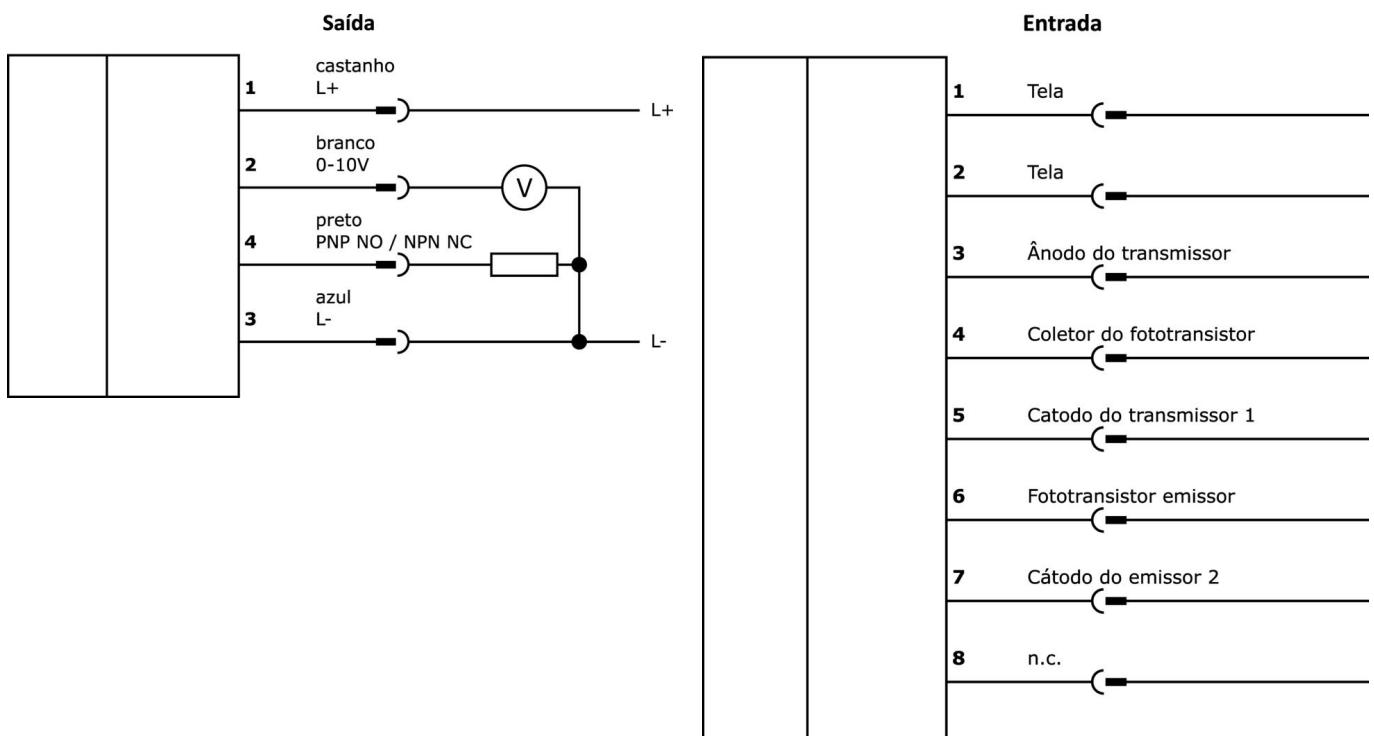 Saída
castanho
1 L+
L+
branco
2 0-10V
V
preto
4 PNP NO / NPN NC
azul
3 L-
L-
Entrada
1 Tela
2 Tela
3 Ânodo do transmissor
4 Coletor do fototransistor
5 Catodo do transmissor 1
6 Fototransistor emissor
7 Cátodo do emissor 2
8 n.c.